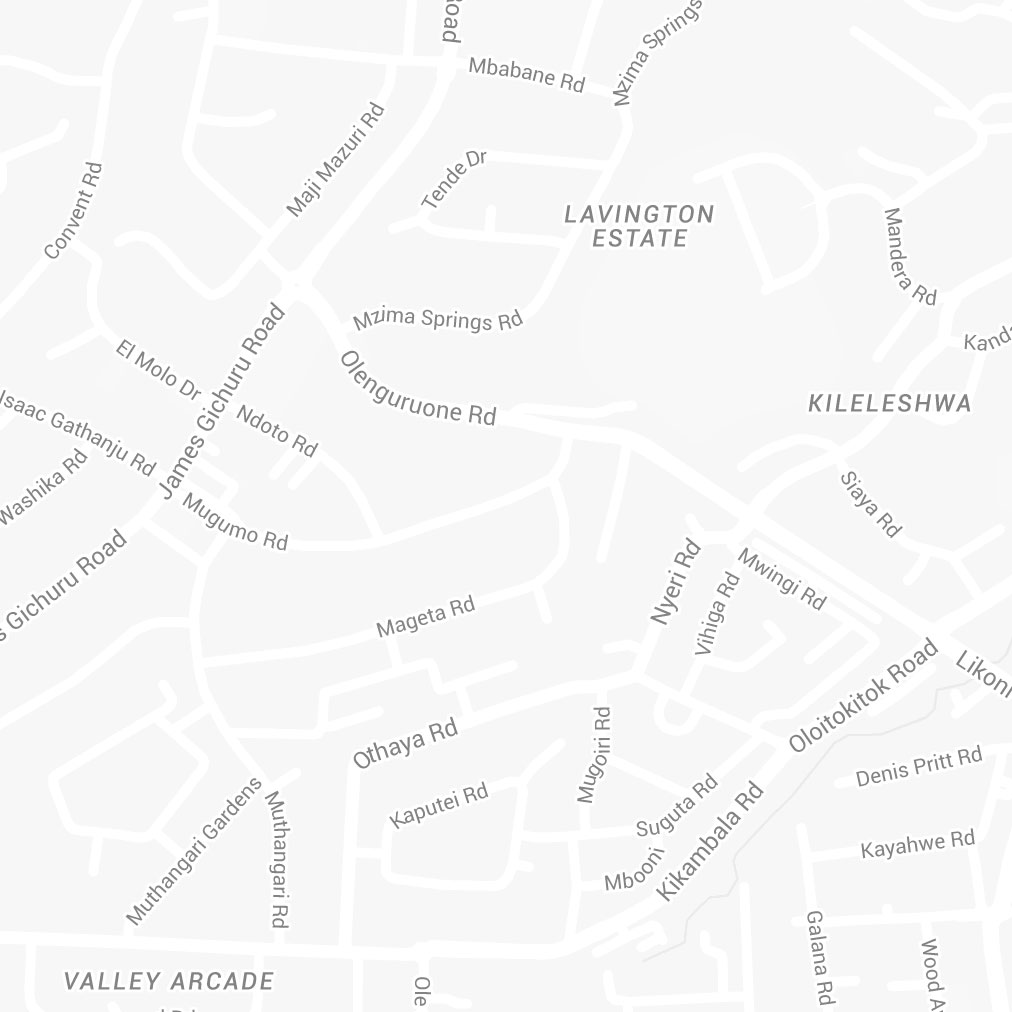 Road
Mbabane Rd
Mzima Springs
Maji Mazuri Rd
Tende Dr
Convent Rd
LAVINGTON
ESTATE
Mandera Rd
Mzima Springs Rd
James Gichuru Road
El Molo Dr
Olenguruone Rd
Ndoto Rd
KILELESHWA
Isaac Gathanju Rd
Washika Rd
Mugumo Rd
Siaya Rd
s Gichuru Road
Nyeri Rd
Mwingi Rd
Vihiga Rd
Mageta Rd
Oloitokitok Road
Othaya Rd
Mugoiri Rd
Denis Pritt Rd
Kaputei Rd
Suguta Rd
Kikambala Rd
Muthangari Gardens
Muthangari Rd
Mbooni
Kayahwe Rd
Galana Rd
Wood
VALLEY ARCADE
Ole